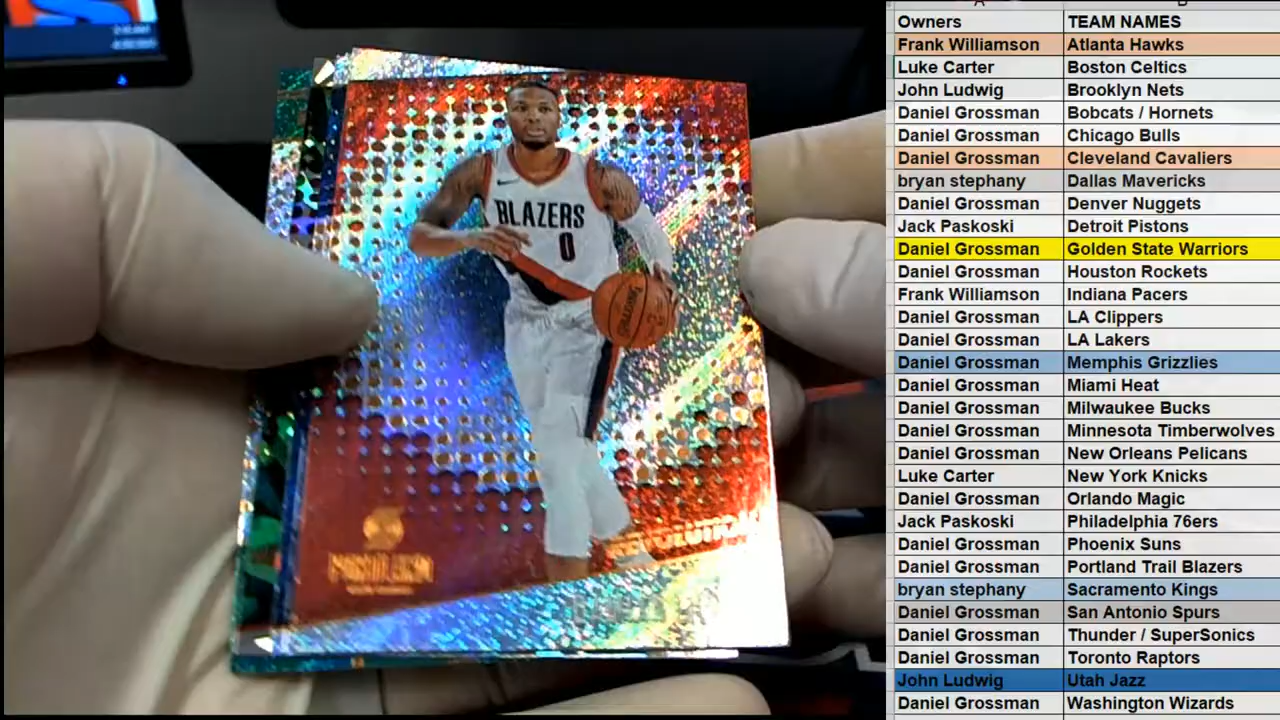 BLAZERS
0
REVOLUTION
Owners TEAM NAMES
Frank Williamson Atlanta Hawks
Luke Carter Boston Celtics
John Ludwig Brooklyn Nets
Daniel Grossman Bobcats / Hornets
Daniel Grossman Chicago Bulls
Daniel Grossman Cleveland Cavaliers
bryan stephany Dallas Mavericks
Daniel Grossman Denver Nuggets
Jack Paskoski Detroit Pistons
Daniel Grossman Golden State Warriors
Daniel Grossman Houston Rockets
Frank Williamson Indiana Pacers
Daniel Grossman LA Clippers
Daniel Grossman LA Lakers
Daniel Grossman Memphis Grizzlies
Daniel Grossman Miami Heat
Daniel Grossman Milwaukee Bucks
Daniel Grossman Minnesota Timberwolves
Daniel Grossman New Orleans Pelicans
Luke Carter New York Knicks
Daniel Grossman Orlando Magic
Jack Paskoski Philadelphia 76ers
Daniel Grossman Phoenix Suns
Daniel Grossman Portland Trail Blazers
bryan stephany Sacramento Kings
Daniel Grossman San Antonio Spurs
Daniel Grossman Thunder / SuperSonics
Daniel Grossman Toronto Raptors
John Ludwig Utah Jazz
Daniel Grossman Washington Wizards